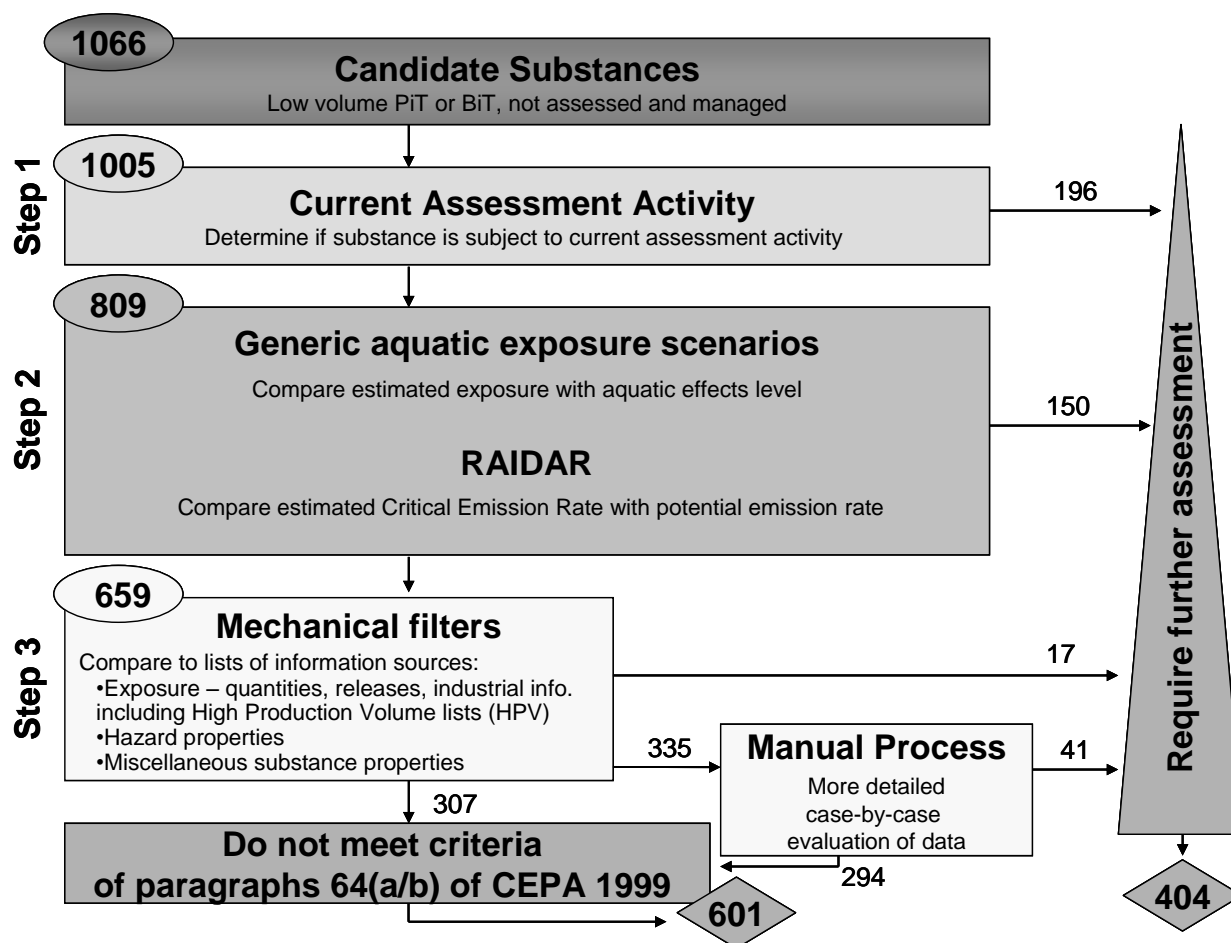 1066
Candidate Substances
Low volume PiT or BiT, not assessed and managed
Step 1
1005
Current Assessment Activity
Determine if substance is subject to current assessment activity
196
Step 2
809
Generic aquatic exposure scenarios
Compare estimated exposure with aquatic effects level
150
RAIDAR
Compare estimated Critical Emission Rate with potential emission rate
Step 3
659
Mechanical filters
Compare to lists of information sources:
•Exposure – quantities, releases, industrial info.
including High Production Volume lists (HPV)
•Hazard properties
•Miscellaneous substance properties
17
335
Manual Process
More detailed
case-by-case
evaluation of data
41
307
294
Do not meet criteria
of paragraphs 64(a/b) of CEPA 1999
601
Require further assessment
404